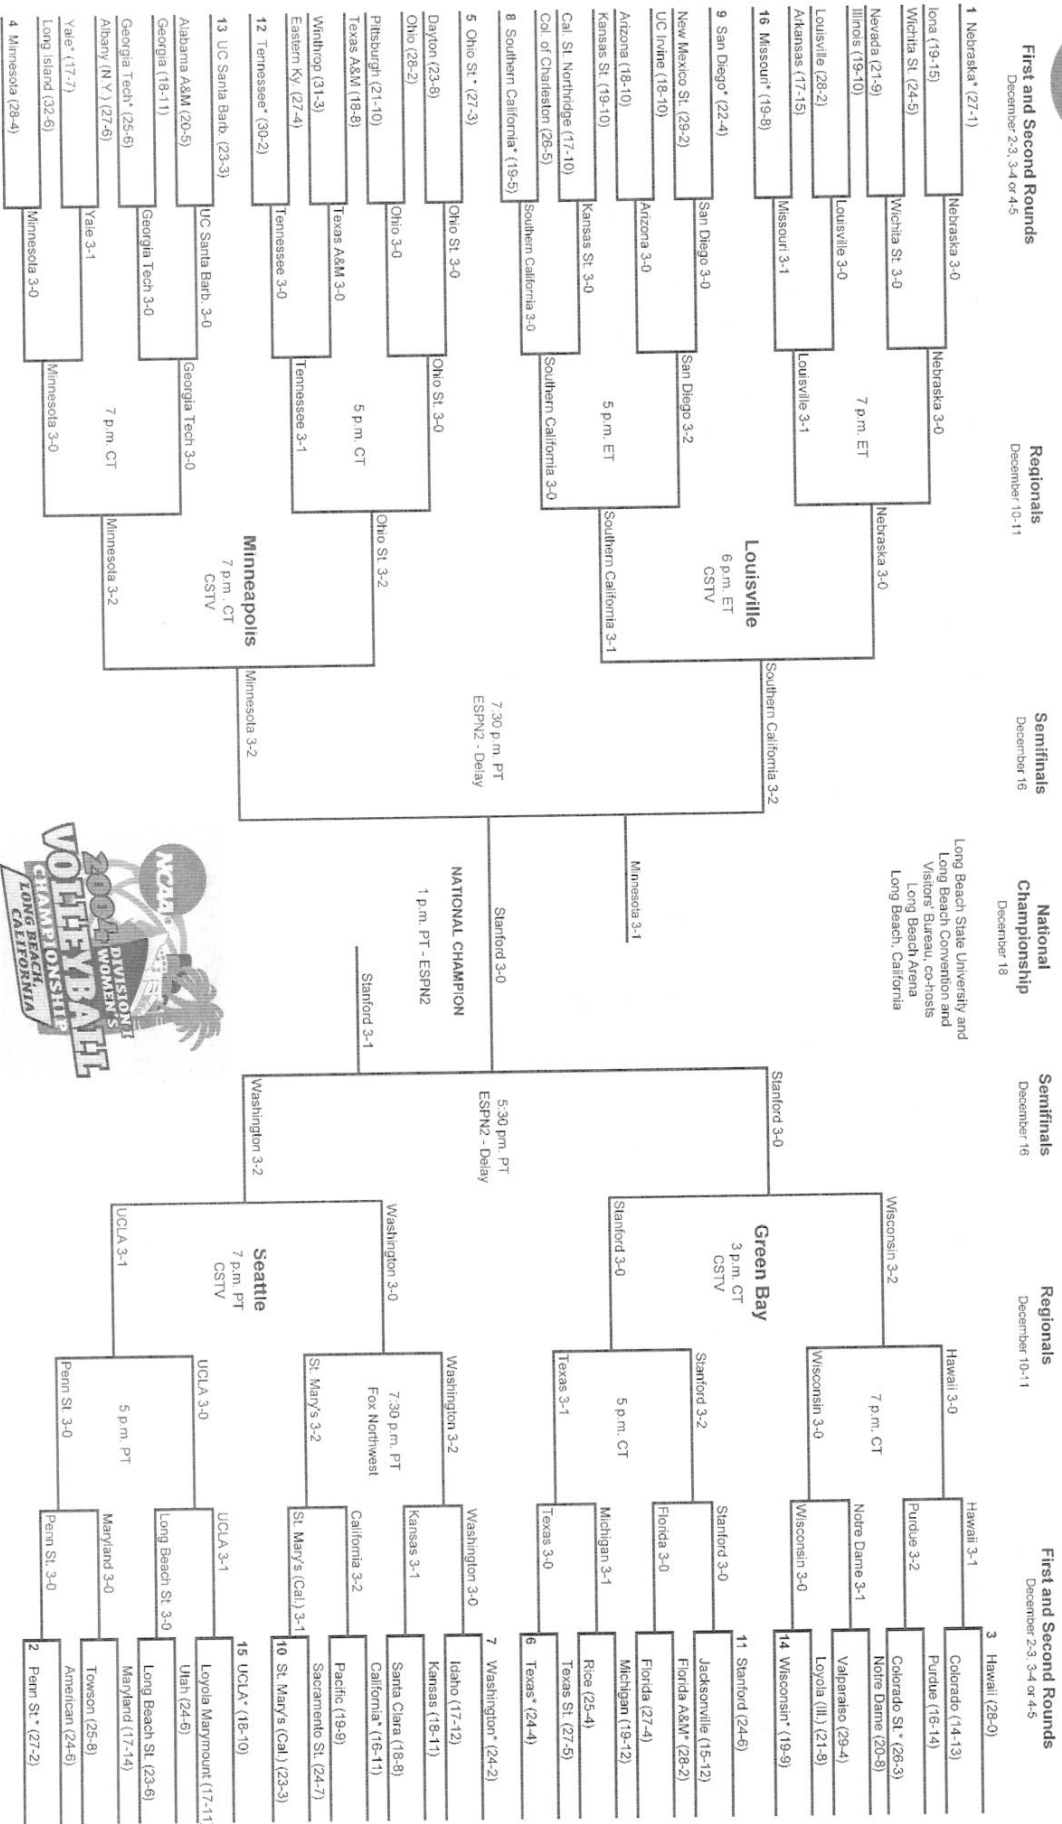 First and Second Rounds
December 2-3, 3-4 or 4-5
Regionals
December 10-11
Semifinals
December 16
National
Championship
December 18
Semifinals
December 16
Regionals
December 10-11
First and Second Rounds
December 2-3, 3-4 or 4-5
Long Beach State University and
Long Beach Convention and
Visitors' Bureau, co-hosts
Long Beach Arena
Long Beach, California
1 Nebraska* (27-1)
Iona (19-15)
Wichita St. (24-5)
Nevada (21-9)
Illinois (19-10)
Louisville (28-2)
Arkansas (17-15)
16 Missouri* (19-8)
9 San Diego* (22-4)
New Mexico St. (29-2)
UC Irvine (18-10)
Arizona (18-10)
Kansas St. (19-10)
Cal. St. Northridge (17-10)
Col. of Charleston (26-5)
8 Southern California* (19-5)
5 Ohio St.* (27-3)
Dayton (23-8)
Ohio (28-2)
Pittsburgh (21-10)
Texas A&M (18-8)
Winthrop (31-3)
Eastern Ky. (27-4)
12 Tennessee* (30-2)
13 UC Santa Barb. (23-3)
Alabama A&M (20-5)
Georgia (18-11)
Georgia Tech* (25-6)
Albany (N.Y.) (27-6)
Yale* (17-7)
Long Island (32-6)
4 Minnesota (28-4)
Nebraska 3-0
Wichita St. 3-0
Louisville 3-0
Missouri 3-1
San Diego 3-0
Arizona 3-0
Kansas St. 3-0
Southern California 3-0
Ohio St. 3-0
Ohio 3-0
Texas A&M 3-0
Tennessee 3-0
UC Santa Barb. 3-0
Georgia Tech 3-0
Yale 3-1
Minnesota 3-0
Nebraska 3-0
7 p.m. ET
Louisville 3-1
San Diego 3-2
5 p.m. ET
Southern California 3-0
Ohio St. 3-0
5 p.m. CT
Tennessee 3-1
Georgia Tech 3-0
7 p.m. CT
Minnesota 3-0
Nebraska 3-0
Louisville
6 p.m. ET
CSTV
Southern California 3-1
Ohio St. 3-2
Minneapolis
7 p.m. CT
CSTV
Minnesota 3-2
Southern California 3-2
7:30 p.m. PT
ESPN2 - Delay
Minnesota 3-2
Minnesota 3-1
Stanford 3-0
NATIONAL CHAMPION
1 p.m. PT - ESPN2
Stanford 3-1
NCAA
2004
DIVISION I
WOMEN'S
VOLLEYBALL
CHAMPIONSHIP
LONG BEACH,
CALIFORNIA
Stanford 3-0
5:30 pm. PT
ESPN2 - Delay
Washington 3-2
Wisconsin 3-2
Green Bay
3 p.m. CT
CSTV
Stanford 3-0
Washington 3-0
Seattle
7 p.m. PT
CSTV
UCLA 3-1
Hawaii 3-0
7 p.m. CT
Wisconsin 3-0
Stanford 3-2
5 p.m. CT
Texas 3-1
Washington 3-2
7:30 p.m. PT
Fox Northwest
St. Mary's 3-2
UCLA 3-0
5 p.m. PT
Penn St. 3-0
Hawaii 3-1
Purdue 3-2
Notre Dame 3-1
Wisconsin 3-0
Stanford 3-0
Florida 3-0
Michigan 3-1
Texas 3-0
Washington 3-0
Kansas 3-1
California 3-2
St. Mary's (Cal.) 3-1
UCLA 3-1
Long Beach St. 3-0
Maryland 3-0
Penn St. 3-0
3 Hawaii (28-0)
Colorado (14-13)
Purdue (16-14)
Colorado St.* (26-3)
Notre Dame (20-8)
Valparaiso (29-4)
Loyola (Ill.) (21-8)
14 Wisconsin* (19-9)
11 Stanford (24-6)
Jacksonville (15-12)
Florida A&M* (28-2)
Florida (27-4)
Michigan (19-12)
Rice (25-4)
Texas St. (27-5)
6 Texas* (24-4)
7 Washington* (24-2)
Idaho (17-12)
Kansas (18-11)
Santa Clara (18-8)
California* (16-11)
Pacific (19-9)
Sacramento St. (24-7)
10 St. Mary's (Cal.) (23-3)
15 UCLA* (18-10)
Loyola Marymount (17-11
Utah (24-6)
Long Beach St. (23-6)
Maryland (17-14)
Towson (25-8)
American (24-6)
2 Penn St.* (27-2)